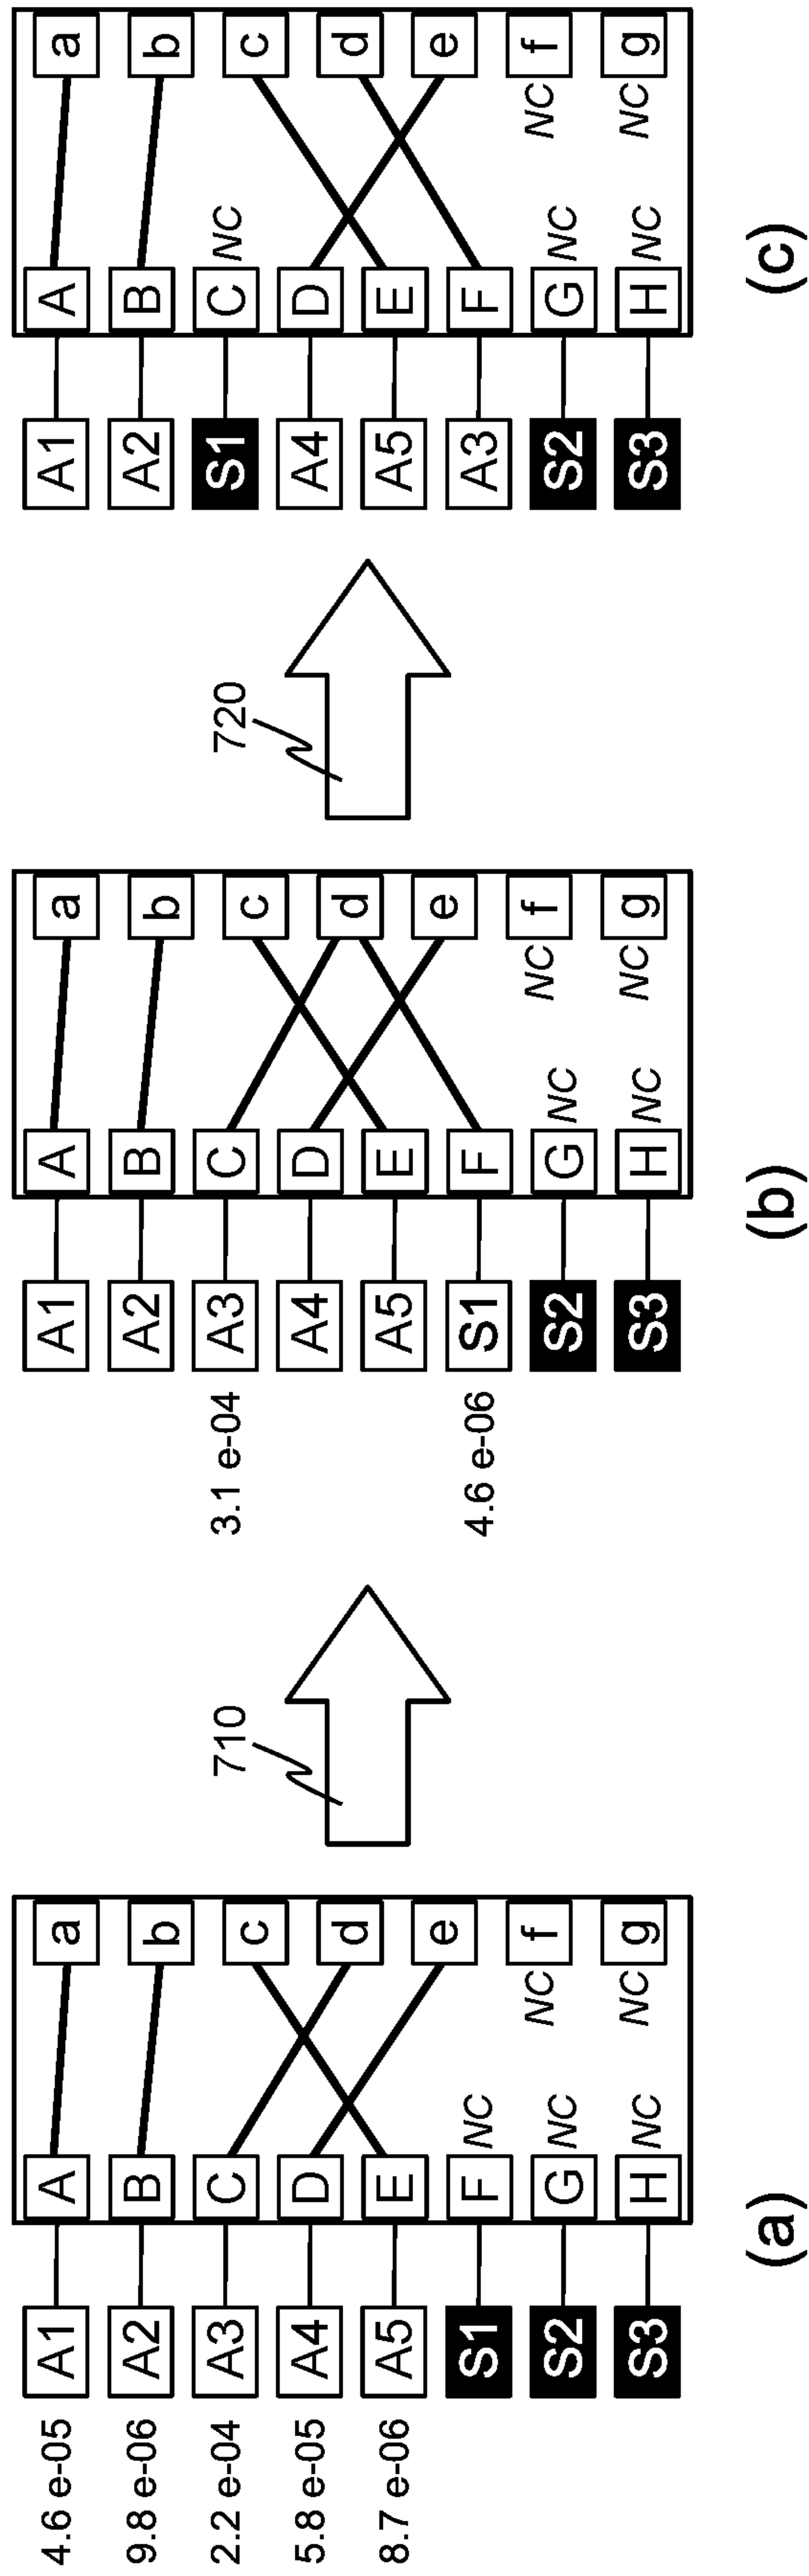 4.6 e-05 A1 A a
9.8 e-06 A2 B b
2.2 e-04 A3 C c
5.8 e-05 A4 D d
8.7 e-06 A5 E e
S1 F NC NC f
S2 G NC NC g
S3 H NC
(a)
710
A1 A a
A2 B b
3.1 e-04 A3 C c
A4 D d
A5 E e
4.6 e-06 S1 F NC f
S2 G NC NC g
S3 H NC
(b)
720
A1 A a
A2 B b
S1 C NC c
A4 D d
A5 E e
A3 F NC f
S2 G NC NC g
S3 H NC
(c)